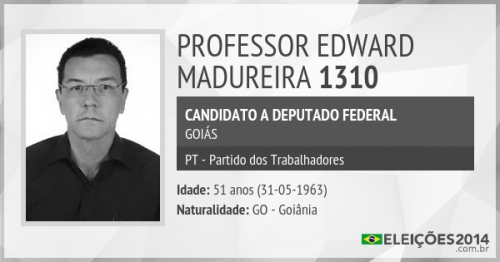 PROFESSOR EDWARD
MADUREIRA 1310
CANDIDATO A DEPUTADO FEDERAL
GOIÁS
PT - Partido dos Trabalhadores
Idade: 51 anos (31-05-1963)
Naturalidade: GO - Goiânia
ELEIÇÕES2014
.com.br